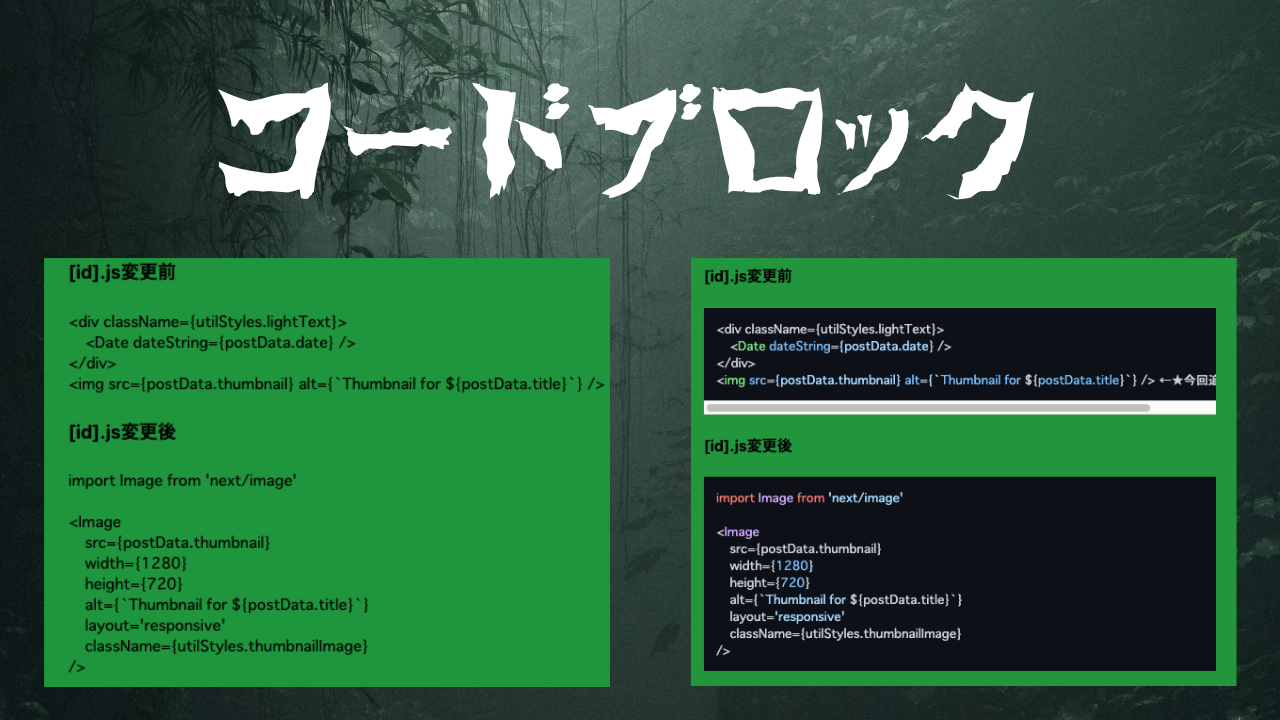 コードブロック
[id].js変更前
<div className={utilStyles.lightText}>
    <Date dateString={postData.date} />
</div>
<img src={postData.thumbnail} alt={`Thumbnail for ${postData.title}`} />
[id].js変更後
import Image from 'next/image'
<Image
    src={postData.thumbnail}
    width={1280}
    height={720}
    alt={`Thumbnail for ${postData.title}`}
    layout='responsive'
    className={utilStyles.thumbnailImage}
/>
[id].js変更前
<div className={utilStyles.lightText}>
    <Date dateString={postData.date} />
</div>
<img src={postData.thumbnail} alt={`Thumbnail for ${postData.title}`} /> ←★今回追
[id].js変更後
import Image from 'next/image'
<Image
    src={postData.thumbnail}
    width={1280}
    height={720}
    alt={`Thumbnail for ${postData.title}`}
    layout='responsive'
    className={utilStyles.thumbnailImage}
/>